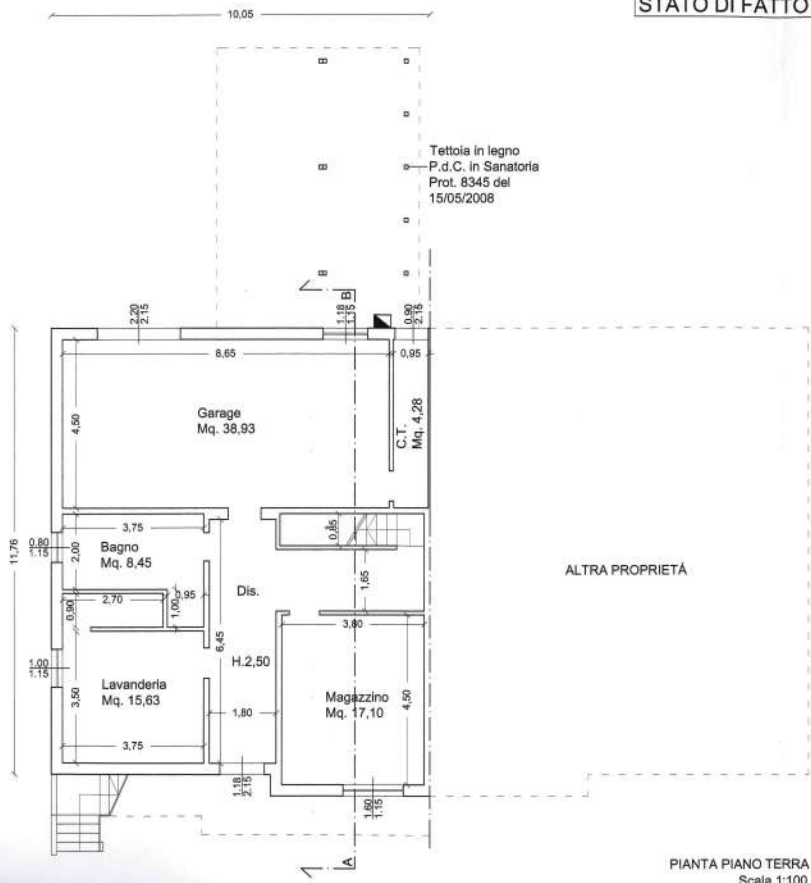 STATO DI FATTO
10,05
Tettoia in legno
P.d.C. in Sanatoria
Prot. 8345 del
15/05/2008
B
2.20
2.15
1.18
1.15
0.90
2.15
8,65
0,95
4,50
Garage
Mq. 38,93
C.T.
Mq. 4,28
11,76
3,75
0,85
0.80
1.15
2,00
Bagno
Mq. 8,45
1,65
ALTRA PROPRIETÁ
Dis.
2,70
0,95
0,90
1,00
3,80
6,45
H.2,50
1.00
1.15
3,50
Lavanderia
Mq. 15,63
Magazzino
Mq. 17,10
4,50
1,80
3,75
1.18
2.15
1.60
1.15
A
PIANTA PIANO TERRA
Scala 1:100